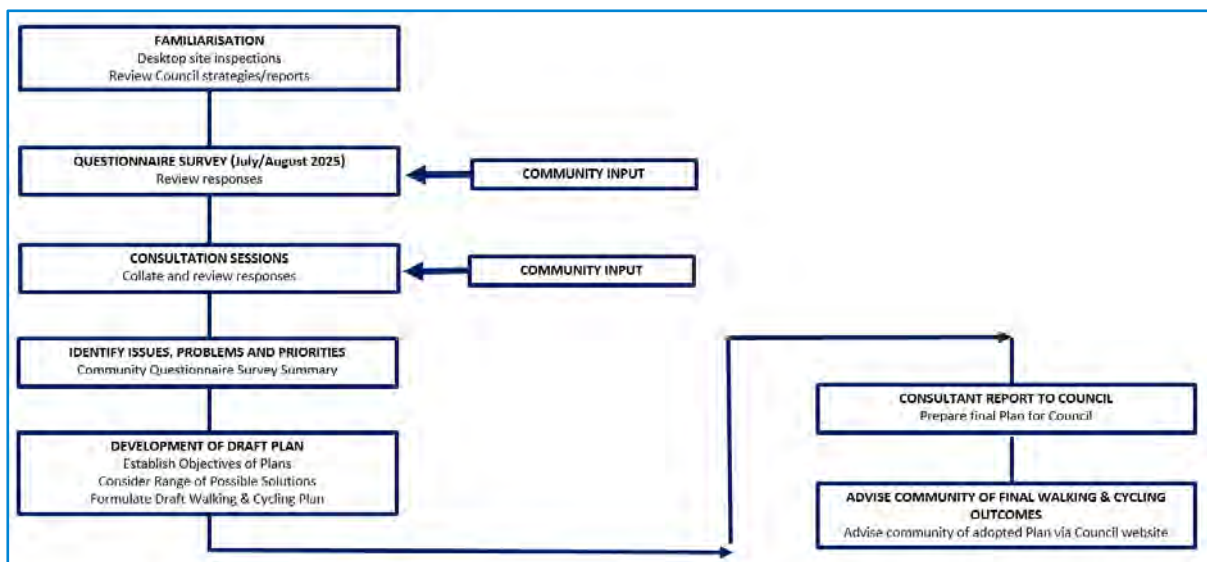 FAMILIARISATION
Desktop site inspections
Review Council strategies/reports
QUESTIONNAIRE SURVEY (July/August 2025)
Review responses
COMMUNITY INPUT
CONSULTATION SESSIONS
Collate and review responses
COMMUNITY INPUT
IDENTIFY ISSUES, PROBLEMS AND PRIORITIES
Community Questionnaire Survey Summary
DEVELOPMENT OF DRAFT PLAN
Establish Objectives of Plans
Consider Range of Possible Solutions
Formulate Draft Walking & Cycling Plan
CONSULTANT REPORT TO COUNCIL
Prepare final Plan for Council
ADVISE COMMUNITY OF FINAL WALKING & CYCLING
OUTCOMES
Advise community of adopted Plan via Council website